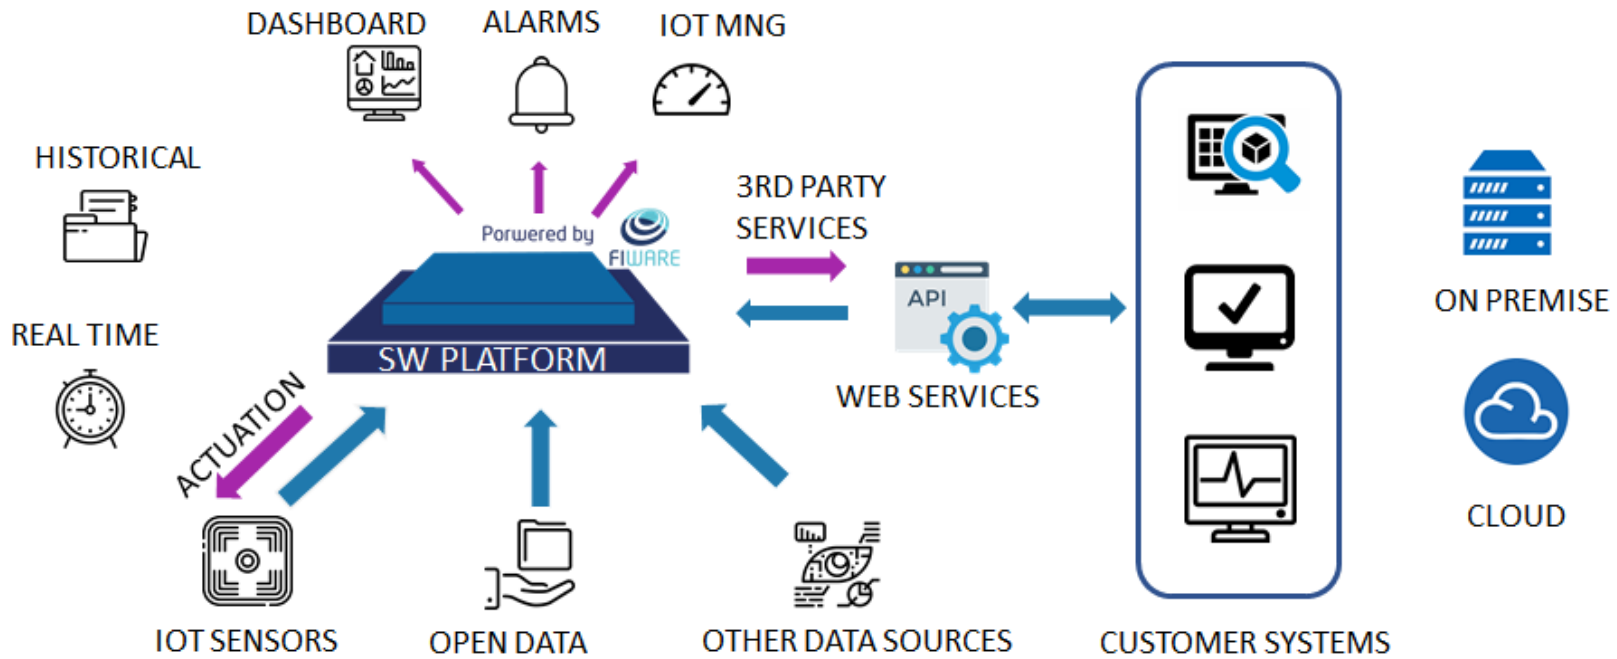 DASHBOARD
ALARMS
IOT MNG
HISTORICAL
3RD PARTY
SERVICES
Porwered by
FIWARE
API
ON PREMISE
REAL TIME
SW PLATFORM
WEB SERVICES
ACTUATION
CLOUD
IOT SENSORS
OPEN DATA
OTHER DATA SOURCES
CUSTOMER SYSTEMS